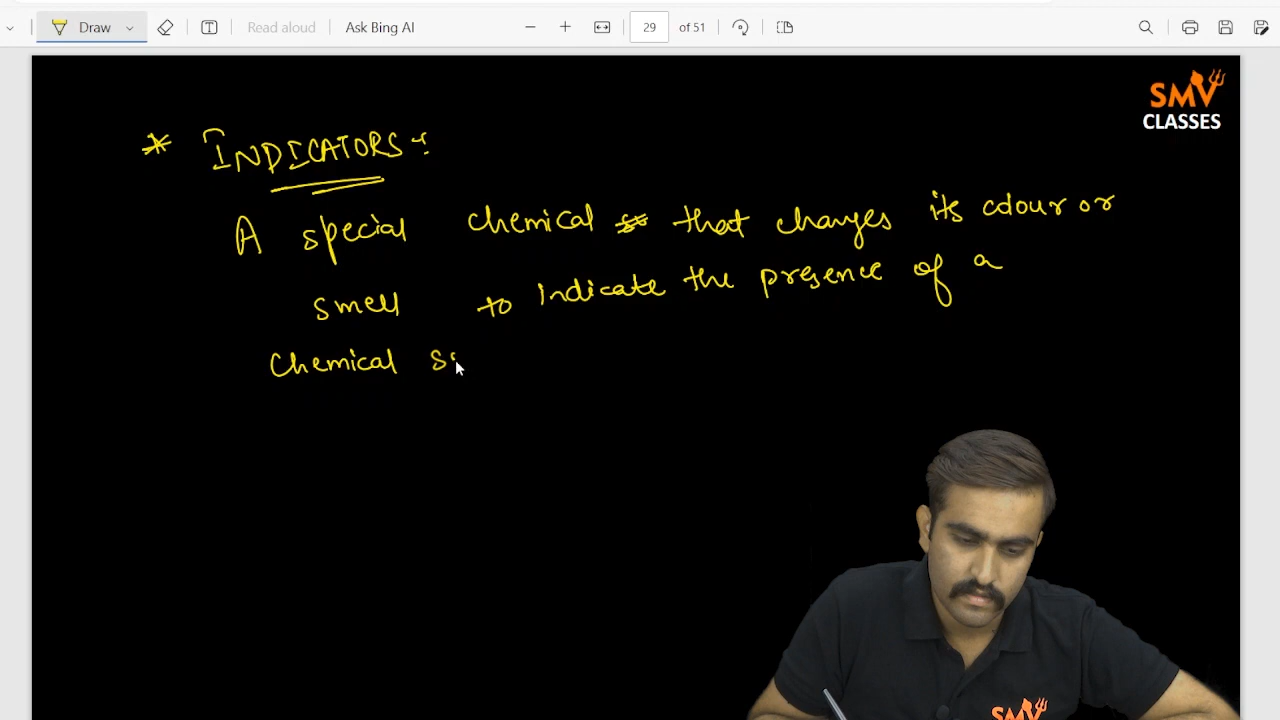 Draw
Read aloud
Ask Bing AI
29
of 51
SMV
CLASSES
* INDICATORS:
A special chemical that changes its colour or
smell to indicate the presence of a
Chemical
SMV